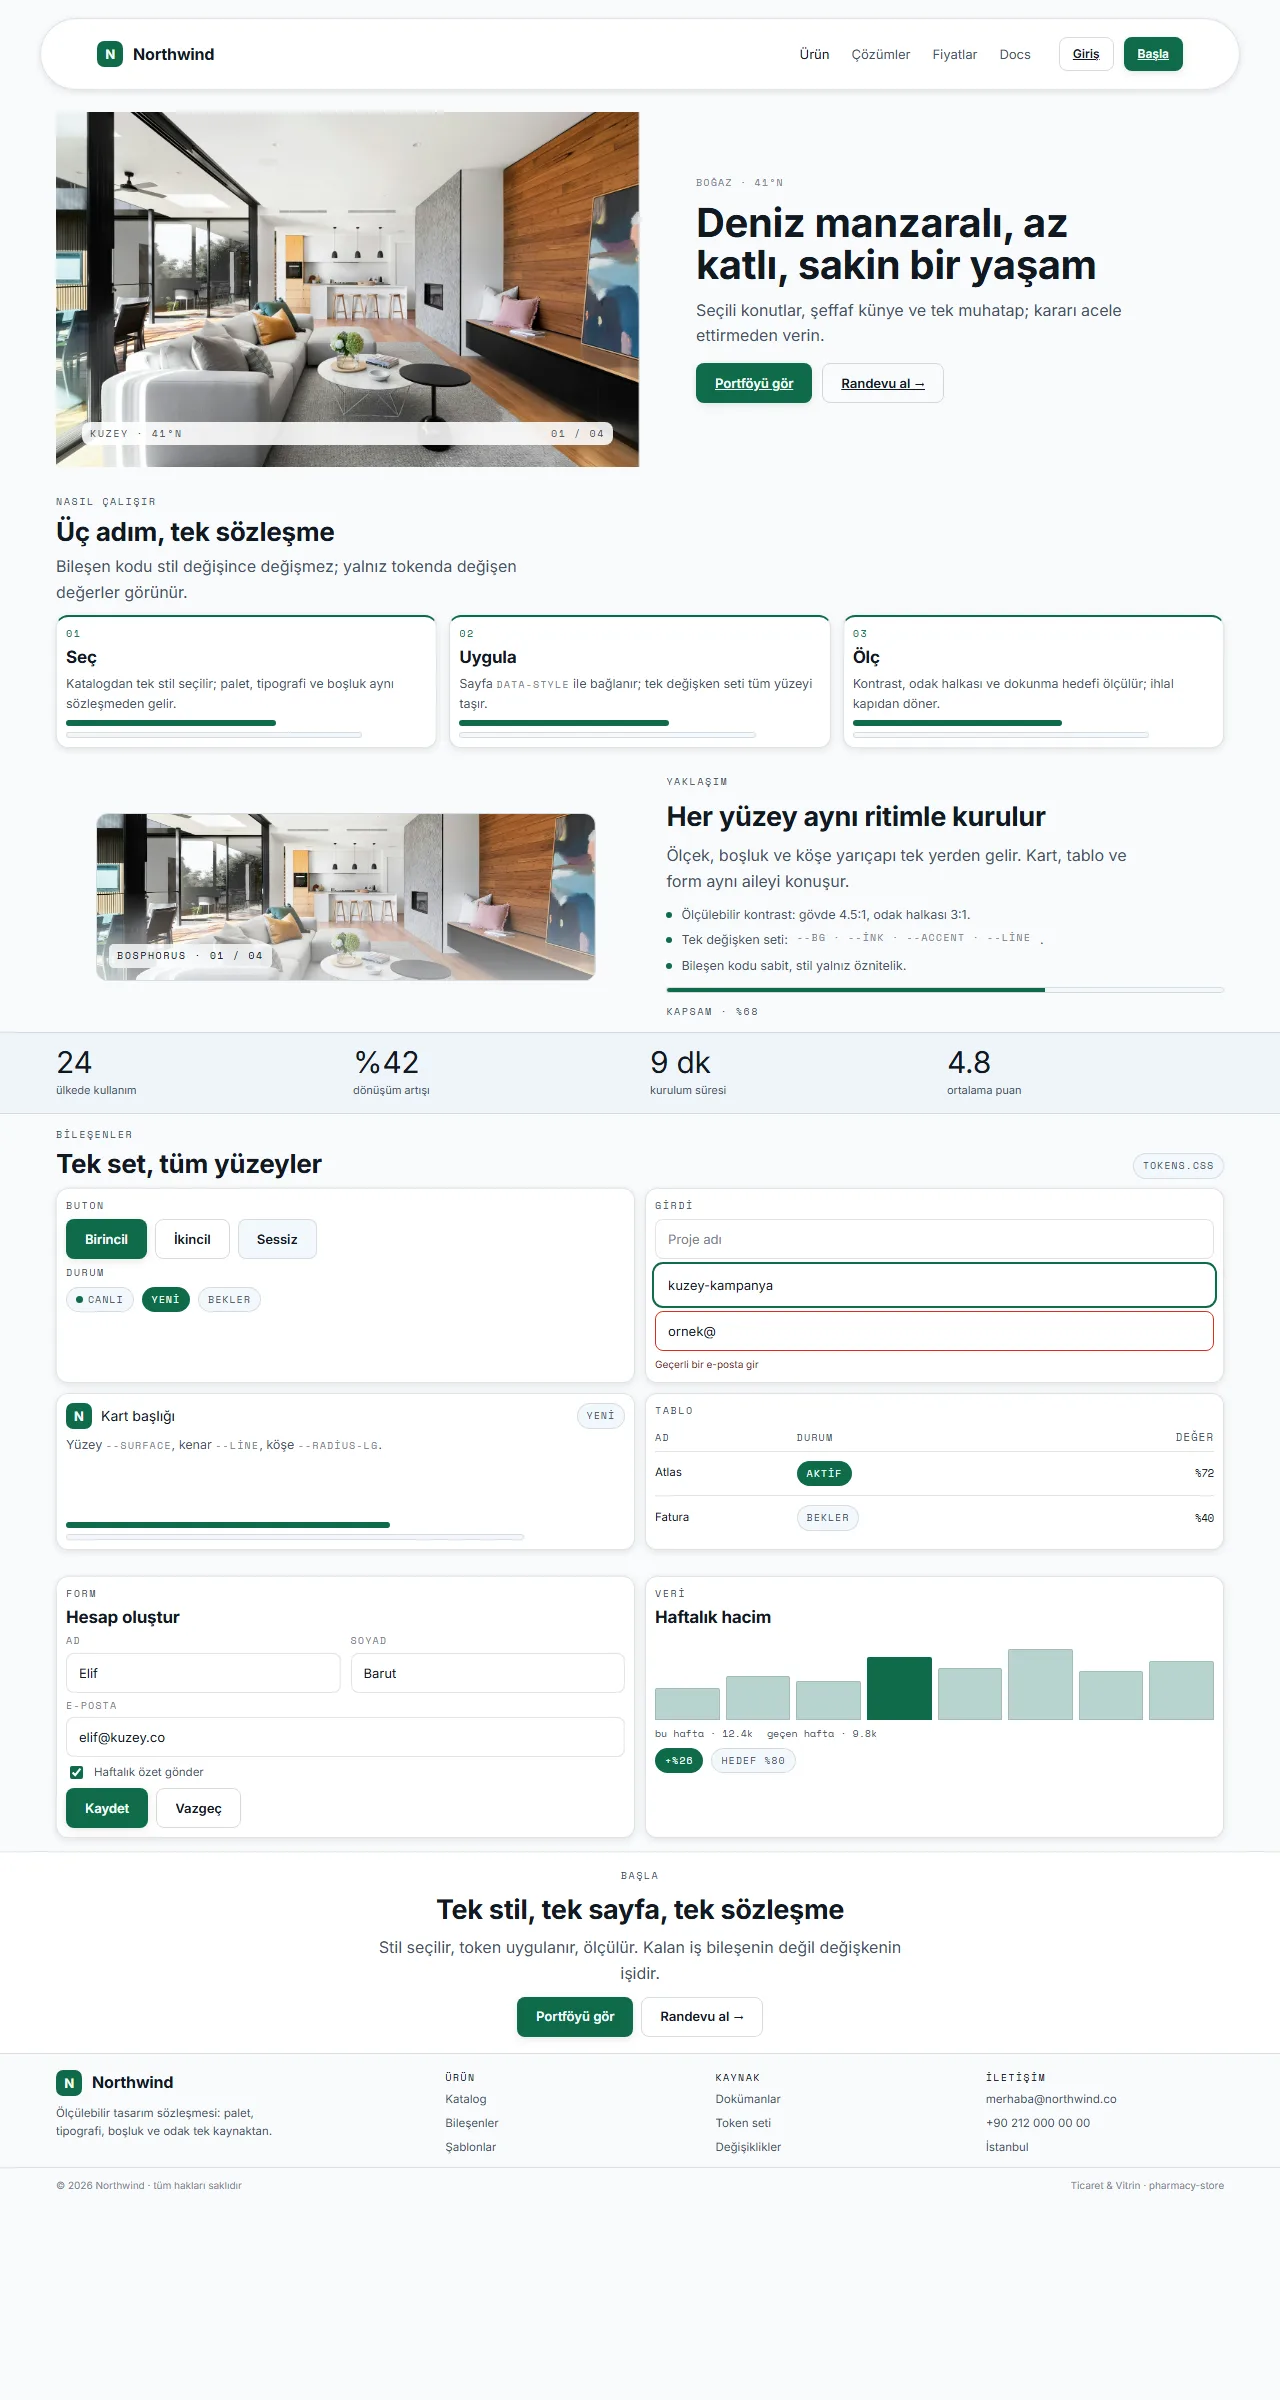 N Northwind
Ürün Çözümler Fiyatlar Docs Giriş Başla
KUZEY · 41°N 01 / 04
BOĞAZ · 41°N
Deniz manzaralı, az
katlı, sakin bir yaşam
Seçili konutlar, şeffaf künye ve tek muhatap; kararı acele
ettirmeden verin.
Portföyü gör Randevu al →
NASIL ÇALIŞIR
Üç adım, tek sözleşme
Bileşen kodu stil değişince değişmez; yalnız tokenda değişen
değerler görünür.
01
Seç
Katalogdan tek stil seçilir; palet, tipografi ve boşluk aynı
sözleşmeden gelir.
02
Uygula
Sayfa DATA-STYLE ile bağlanır; tek değişken seti tüm yüzeyi
taşır.
03
Ölç
Kontrast, odak halkası ve dokunma hedefi ölçülür; ihlal
kapıdan döner.
BOSPHORUS · 01 / 04
YAKLAŞIM
Her yüzey aynı ritimle kurulur
Ölçek, boşluk ve köşe yarıçapı tek yerden gelir. Kart, tablo ve
form aynı aileyi konuşur.
Ölçülebilir kontrast: gövde 4.5:1, odak halkası 3:1.
Tek değişken seti: --BG · --İNK · --ACCENT · --LİNE .
Bileşen kodu sabit, stil yalnız öznitelik.
KAPSAM · %68
24
ülkede kullanım
%42
dönüşüm artışı
9 dk
kurulum süresi
4.8
ortalama puan
BİLEŞENLER
Tek set, tüm yüzeyler
TOKENS.CSS
BUTON
Birincil İkincil Sessiz
DURUM
CANLI YENİ BEKLER
GİRDİ
Proje adı
kuzey-kampanya
ornek@
Geçerli bir e-posta gir
N Kart başlığı YENİ
Yüzey --SURFACE, kenar --LİNE, köşe --RADİUS-LG.
TABLO
AD DURUM DEĞER
Atlas AKTİF %72
Fatura BEKLER %40
FORM
Hesap oluştur
AD SOYAD
Elif Barut
E-POSTA
elif@kuzey.co
Haftalık özet gönder
Kaydet Vazgeç
VERİ
Haftalık hacim
bu hafta · 12.4k geçen hafta · 9.8k
+%26 HEDEF %80
BAŞLA
Tek stil, tek sayfa, tek sözleşme
Stil seçilir, token uygulanır, ölçülür. Kalan iş bileşenin değil değişkenin
işidir.
Portföyü gör Randevu al →
N Northwind
Ölçülebilir tasarım sözleşmesi: palet,
tipografi, boşluk ve odak tek kaynaktan.
ÜRÜN
Katalog
Bileşenler
Şablonlar
KAYNAK
Dokümanlar
Token seti
Değişiklikler
İLETİŞİM
merhaba@northwind.co
+90 212 000 00 00
İstanbul
© 2026 Northwind · tüm hakları saklıdır
Ticaret & Vitrin · pharmacy-store